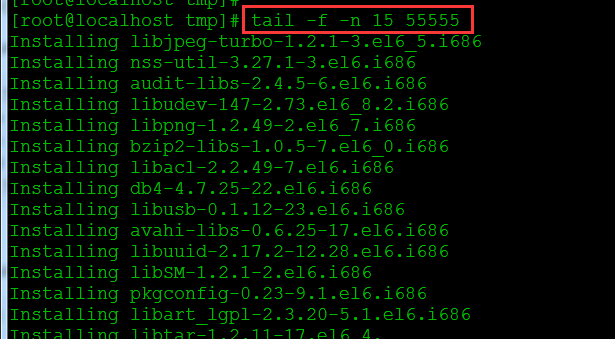 [root@localhost tmp]#
[root@localhost tmp]# tail -f -n 15 55555
Installing libjpeg-turbo-1.2.1-3.el6_5.i686
Installing nss-util-3.27.1-3.el6.i686
Installing audit-libs-2.4.5-6.el6.i686
Installing libudev-147-2.73.el6_8.2.i686
Installing libpng-1.2.49-2.el6_7.i686
Installing bzip2-libs-1.0.5-7.el6_0.i686
Installing libacl-2.2.49-7.el6.i686
Installing db4-4.7.25-22.el6.i686
Installing libusb-0.1.12-23.el6.i686
Installing avahi-libs-0.6.25-17.el6.i686
Installing libuuid-2.17.2-12.28.el6.i686
Installing libSM-1.2.1-2.el6.i686
Installing pkgconfig-0.23-9.1.el6.i686
Installing libart_lgpl-2.3.20-5.1.el6.i686
Installing libtar-1.2.11-17.el6_4.